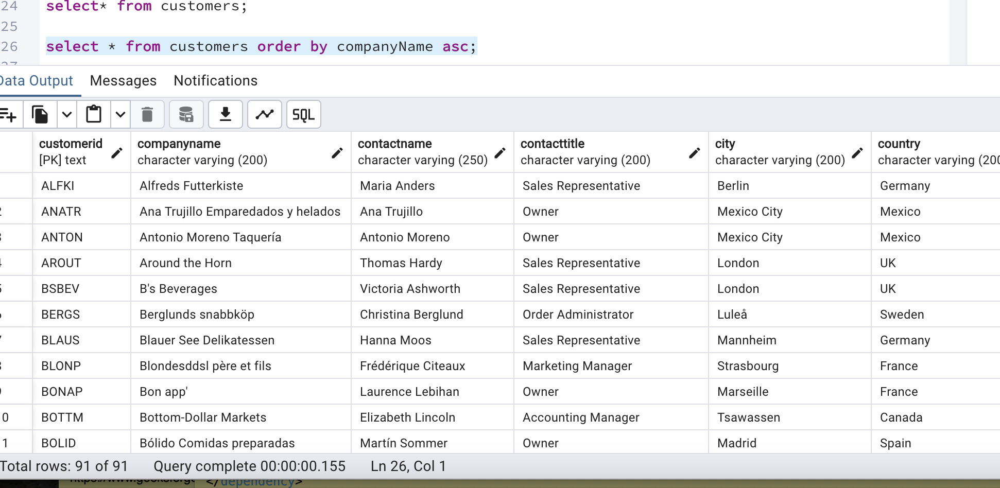 24 select* from customers;
25
26 select * from customers order by companyName asc;
Data Output Messages Notifications
SQL
customerid companyname contactname contacttitle city country
[PK] text character varying (200) character varying (250) character varying (200) character varying (200) character varying (200
ALFKI Alfreds Futterkiste Maria Anders Sales Representative Berlin Germany
2 ANATR Ana Trujillo Emparedados y helados Ana Trujillo Owner Mexico City Mexico
3 ANTON Antonio Moreno Taquería Antonio Moreno Owner Mexico City Mexico
4 AROUT Around the Horn Thomas Hardy Sales Representative London UK
5 BSBEV B's Beverages Victoria Ashworth Sales Representative London UK
6 BERGS Berglunds snabbköp Christina Berglund Order Administrator Luleå Sweden
7 BLAUS Blauer See Delikatessen Hanna Moos Sales Representative Mannheim Germany
8 BLONP Blondesddsl père et fils Frédérique Citeaux Marketing Manager Strasbourg France
9 BONAP Bon app' Laurence Lebihan Owner Marseille France
0 BOTTM Bottom-Dollar Markets Elizabeth Lincoln Accounting Manager Tsawassen Canada
1 BOLID Bólido Comidas preparadas Martín Sommer Owner Madrid Spain
Total rows: 91 of 91 Query complete 00:00:00.155 Ln 26, Col 1
</dependency>